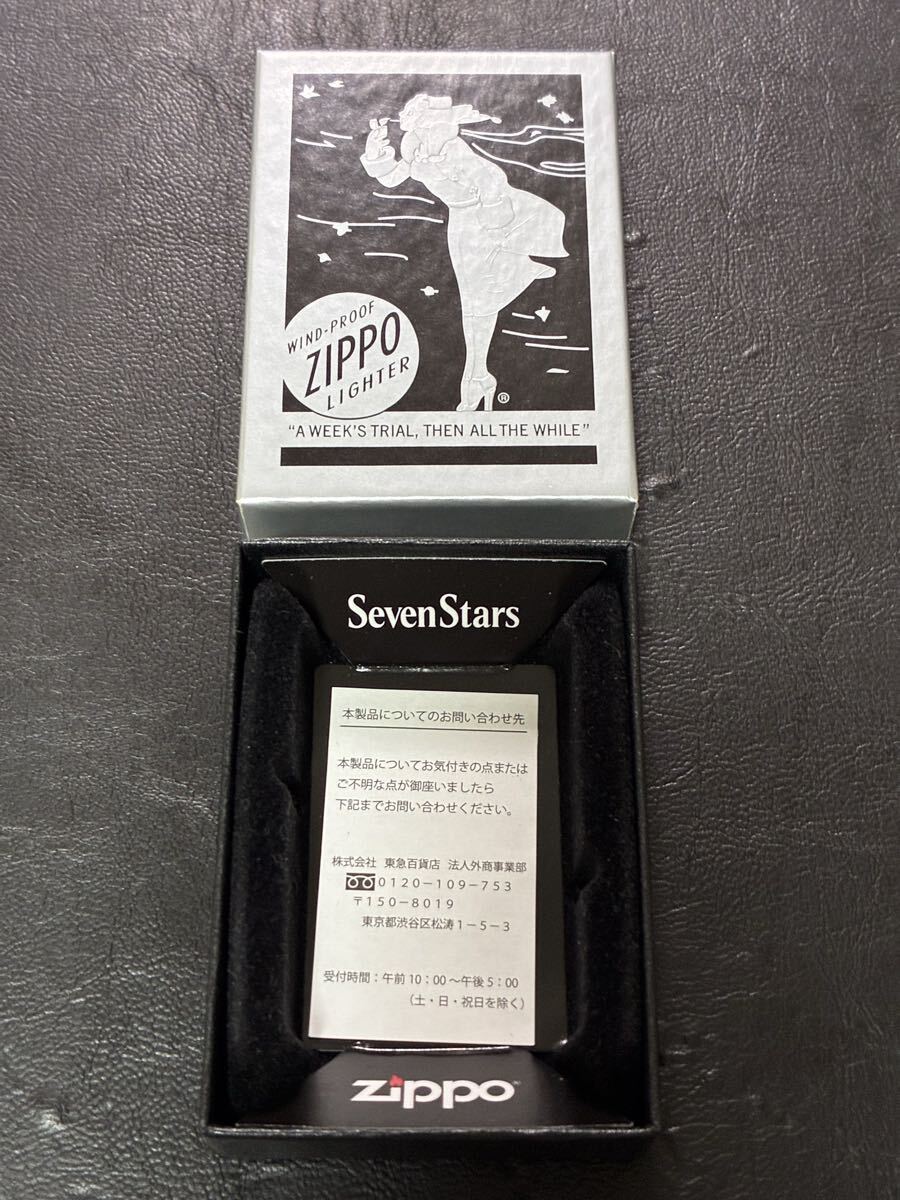 WIND-PROOF
ZIPPO
LIGHTER
®
"A WEEK'S TRIAL, THEN ALL THE WHILE"
SevenStars
本製品についてのお問い合わせ先
本製品についてお気付きの点または
ご不明な点が御座いましたら
下記までお問い合わせください。
株式会社 東急百貨店 法人外商事業部
0120－109－753
〒150－8019
東京都渋谷区松涛1－5－3
受付時間：午前10：00～午後5：00
（土・日・祝日を除く）
zippo